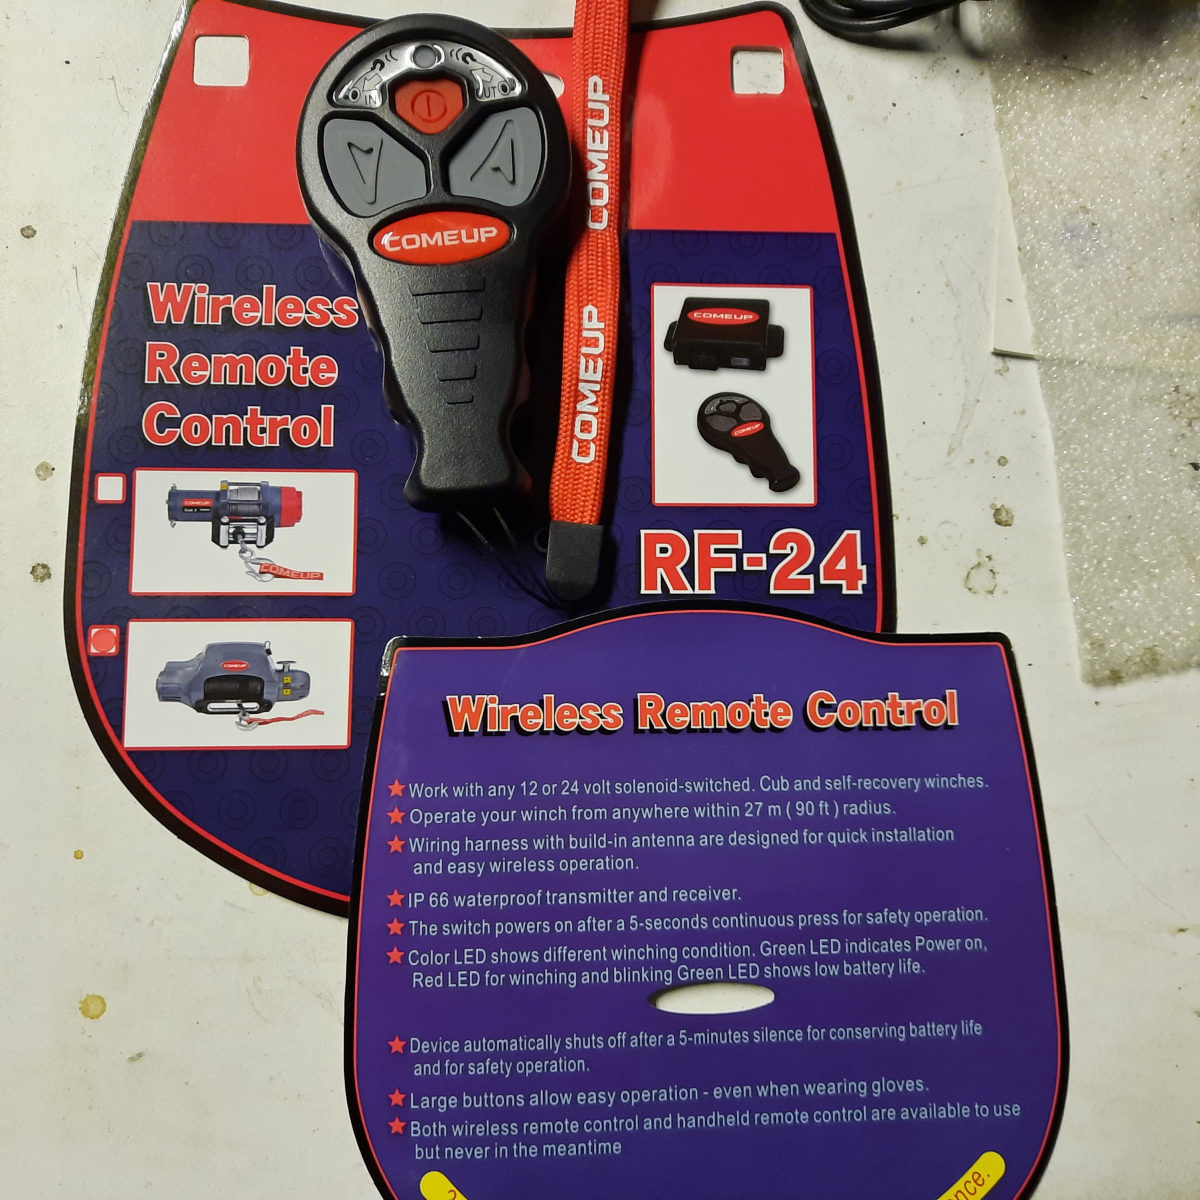 IN
COMEUP
COMEUP
COMEUP
Wireless
Remote
Control
COMEUP
COMEUP
COMEUP
COMEUP
COMEUP
RF-24
Wireless Remote Control
Work with any 12 or 24 volt solenoid-switched. Cub and self-recovery winches.
Operate your winch from anywhere within 27 m ( 90 ft ) radius.
Wiring harness with build-in antenna are designed for quick installation
and easy wireless operation.
IP 66 waterproof transmitter and receiver.
The switch powers on after a 5-seconds continuous press for safety operation.
Color LED shows different winching condition. Green LED indicates Power on,
Red LED for winching and blinking Green LED shows low battery life.
Device automatically shuts off after a 5-minutes silence for conserving battery life
and for safety operation.
Large buttons allow easy operation - even when wearing gloves.
Both wireless remote control and handheld remote control are available to use
but never in the meantime